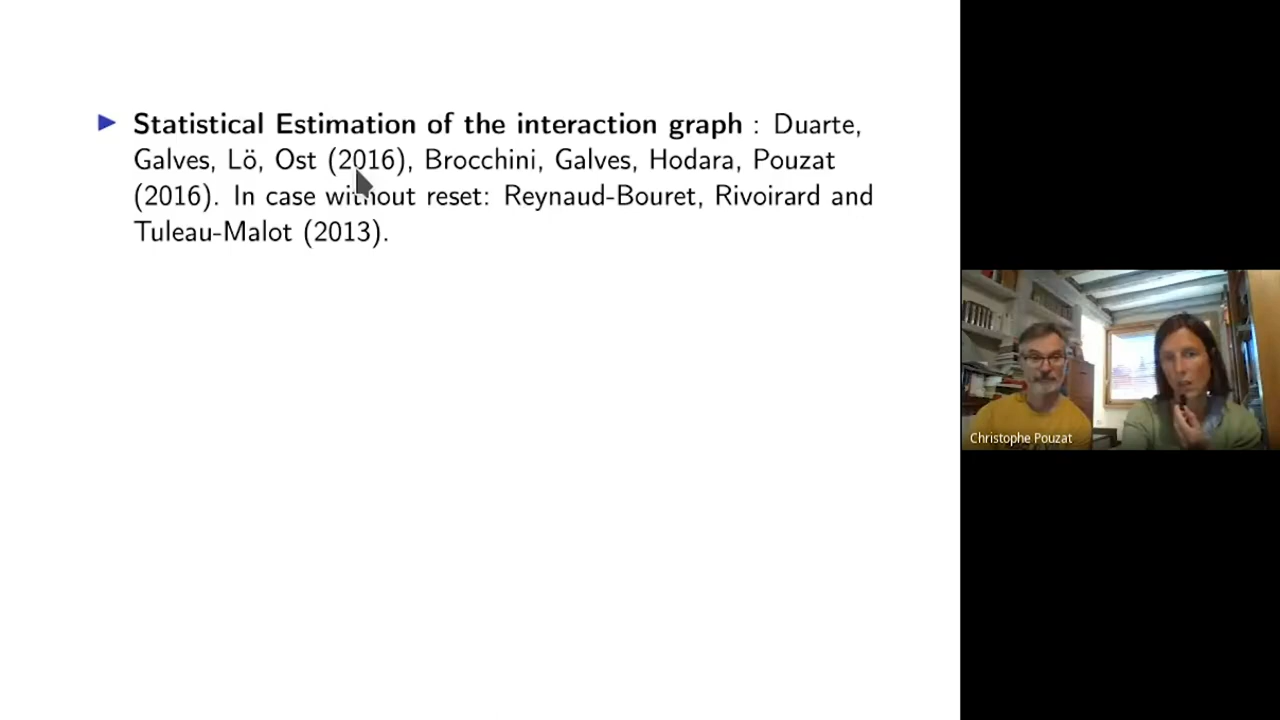 Statistical Estimation of the interaction graph : Duarte,
Galves, Lö, Ost (2016), Brocchini, Galves, Hodara, Pouzat
(2016). In case without reset: Reynaud-Bouret, Rivoirard and
Tuleau-Malot (2013).
Christophe Pouzat